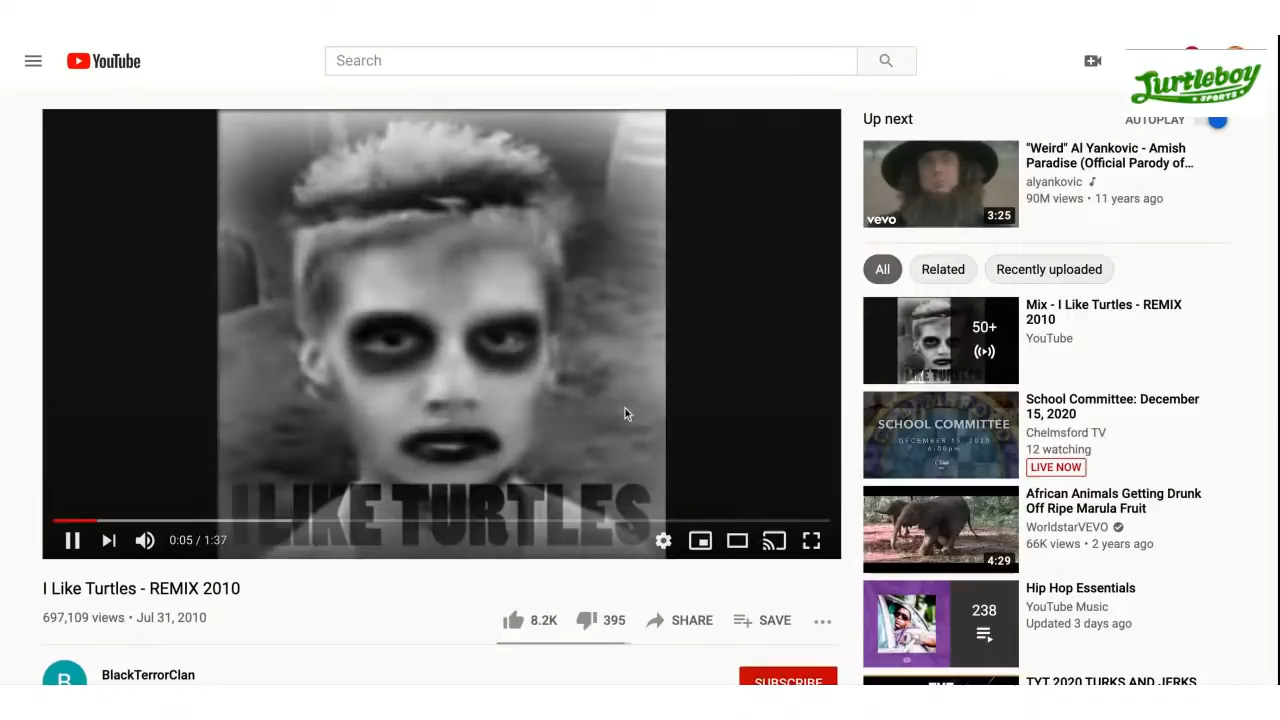 YouTube
Search
Turtleboy
SPORTS
Up next
AUTOPLAY
"Weird" Al Yankovic - Amish
Paradise (Official Parody of...
alyankovic
90M views • 11 years ago
vevo
3:25
All
Related
Recently uploaded
50+
I LIKE TURTLES
Mix - I Like Turtles - REMIX
2010
YouTube
SCHOOL COMMITTEE
DECEMBER 15, 2020
6:00pm
School Committee: December
15, 2020
Chelmsford TV
12 watching
LIVE NOW
4:29
African Animals Getting Drunk
Off Ripe Marula Fruit
WorldstarVEVO
66K views • 2 years ago
238
Hip Hop Essentials
YouTube Music
Updated 3 days ago
TYT 2020 TURKS AND JERKS
I LIKE TURTLES
0:05 / 1:37
I Like Turtles - REMIX 2010
697,109 views • Jul 31, 2010
8.2K
395
SHARE
SAVE
B
BlackTerrorClan
SUBSCRIBE